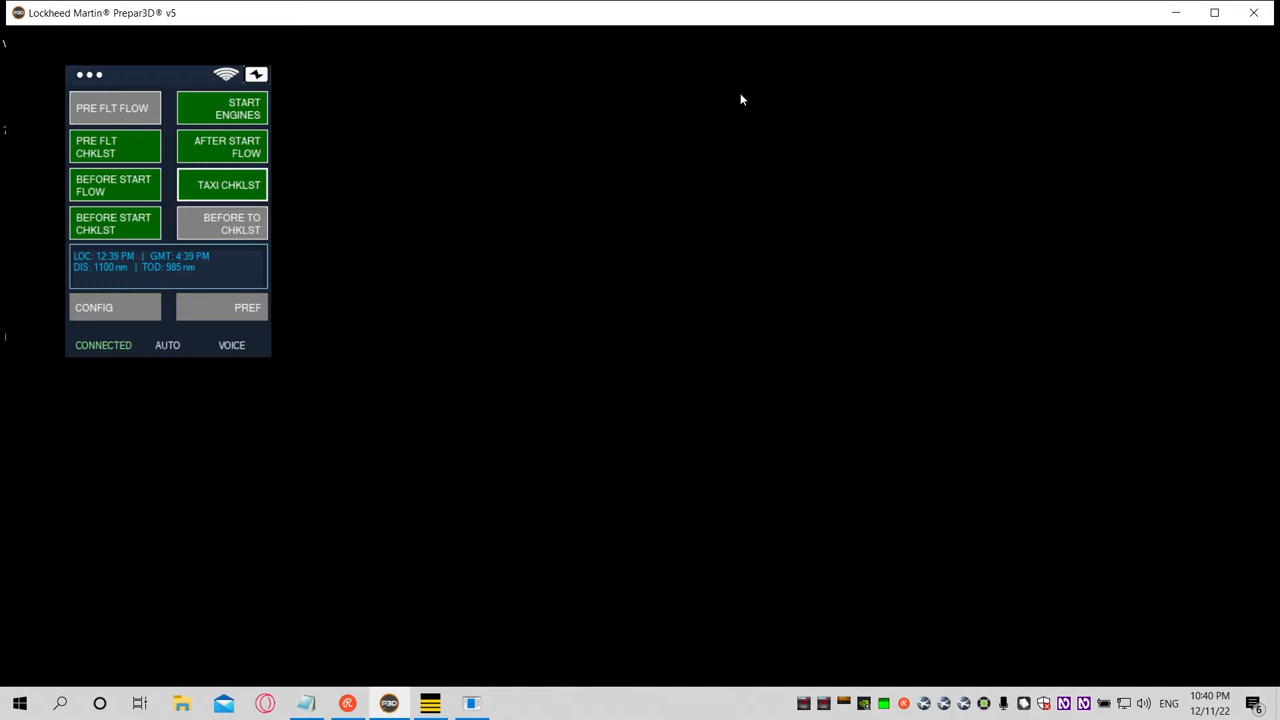 Lockheed Martin® Prepar3D® v5
PRE FLT FLOW
START
ENGINES
PRE FLT
CHKLST
AFTER START
FLOW
BEFORE START
FLOW
TAXI CHKLST
BEFORE START
CHKLST
BEFORE TO
CHKLST
LOC: 12:39 PM | GMT: 4:39 PM
DIS: 1100 nm | TOD: 985 nm
CONFIG
PREF
CONNECTED AUTO VOICE
P3D
ENG
10:40 PM
12/11/22
6